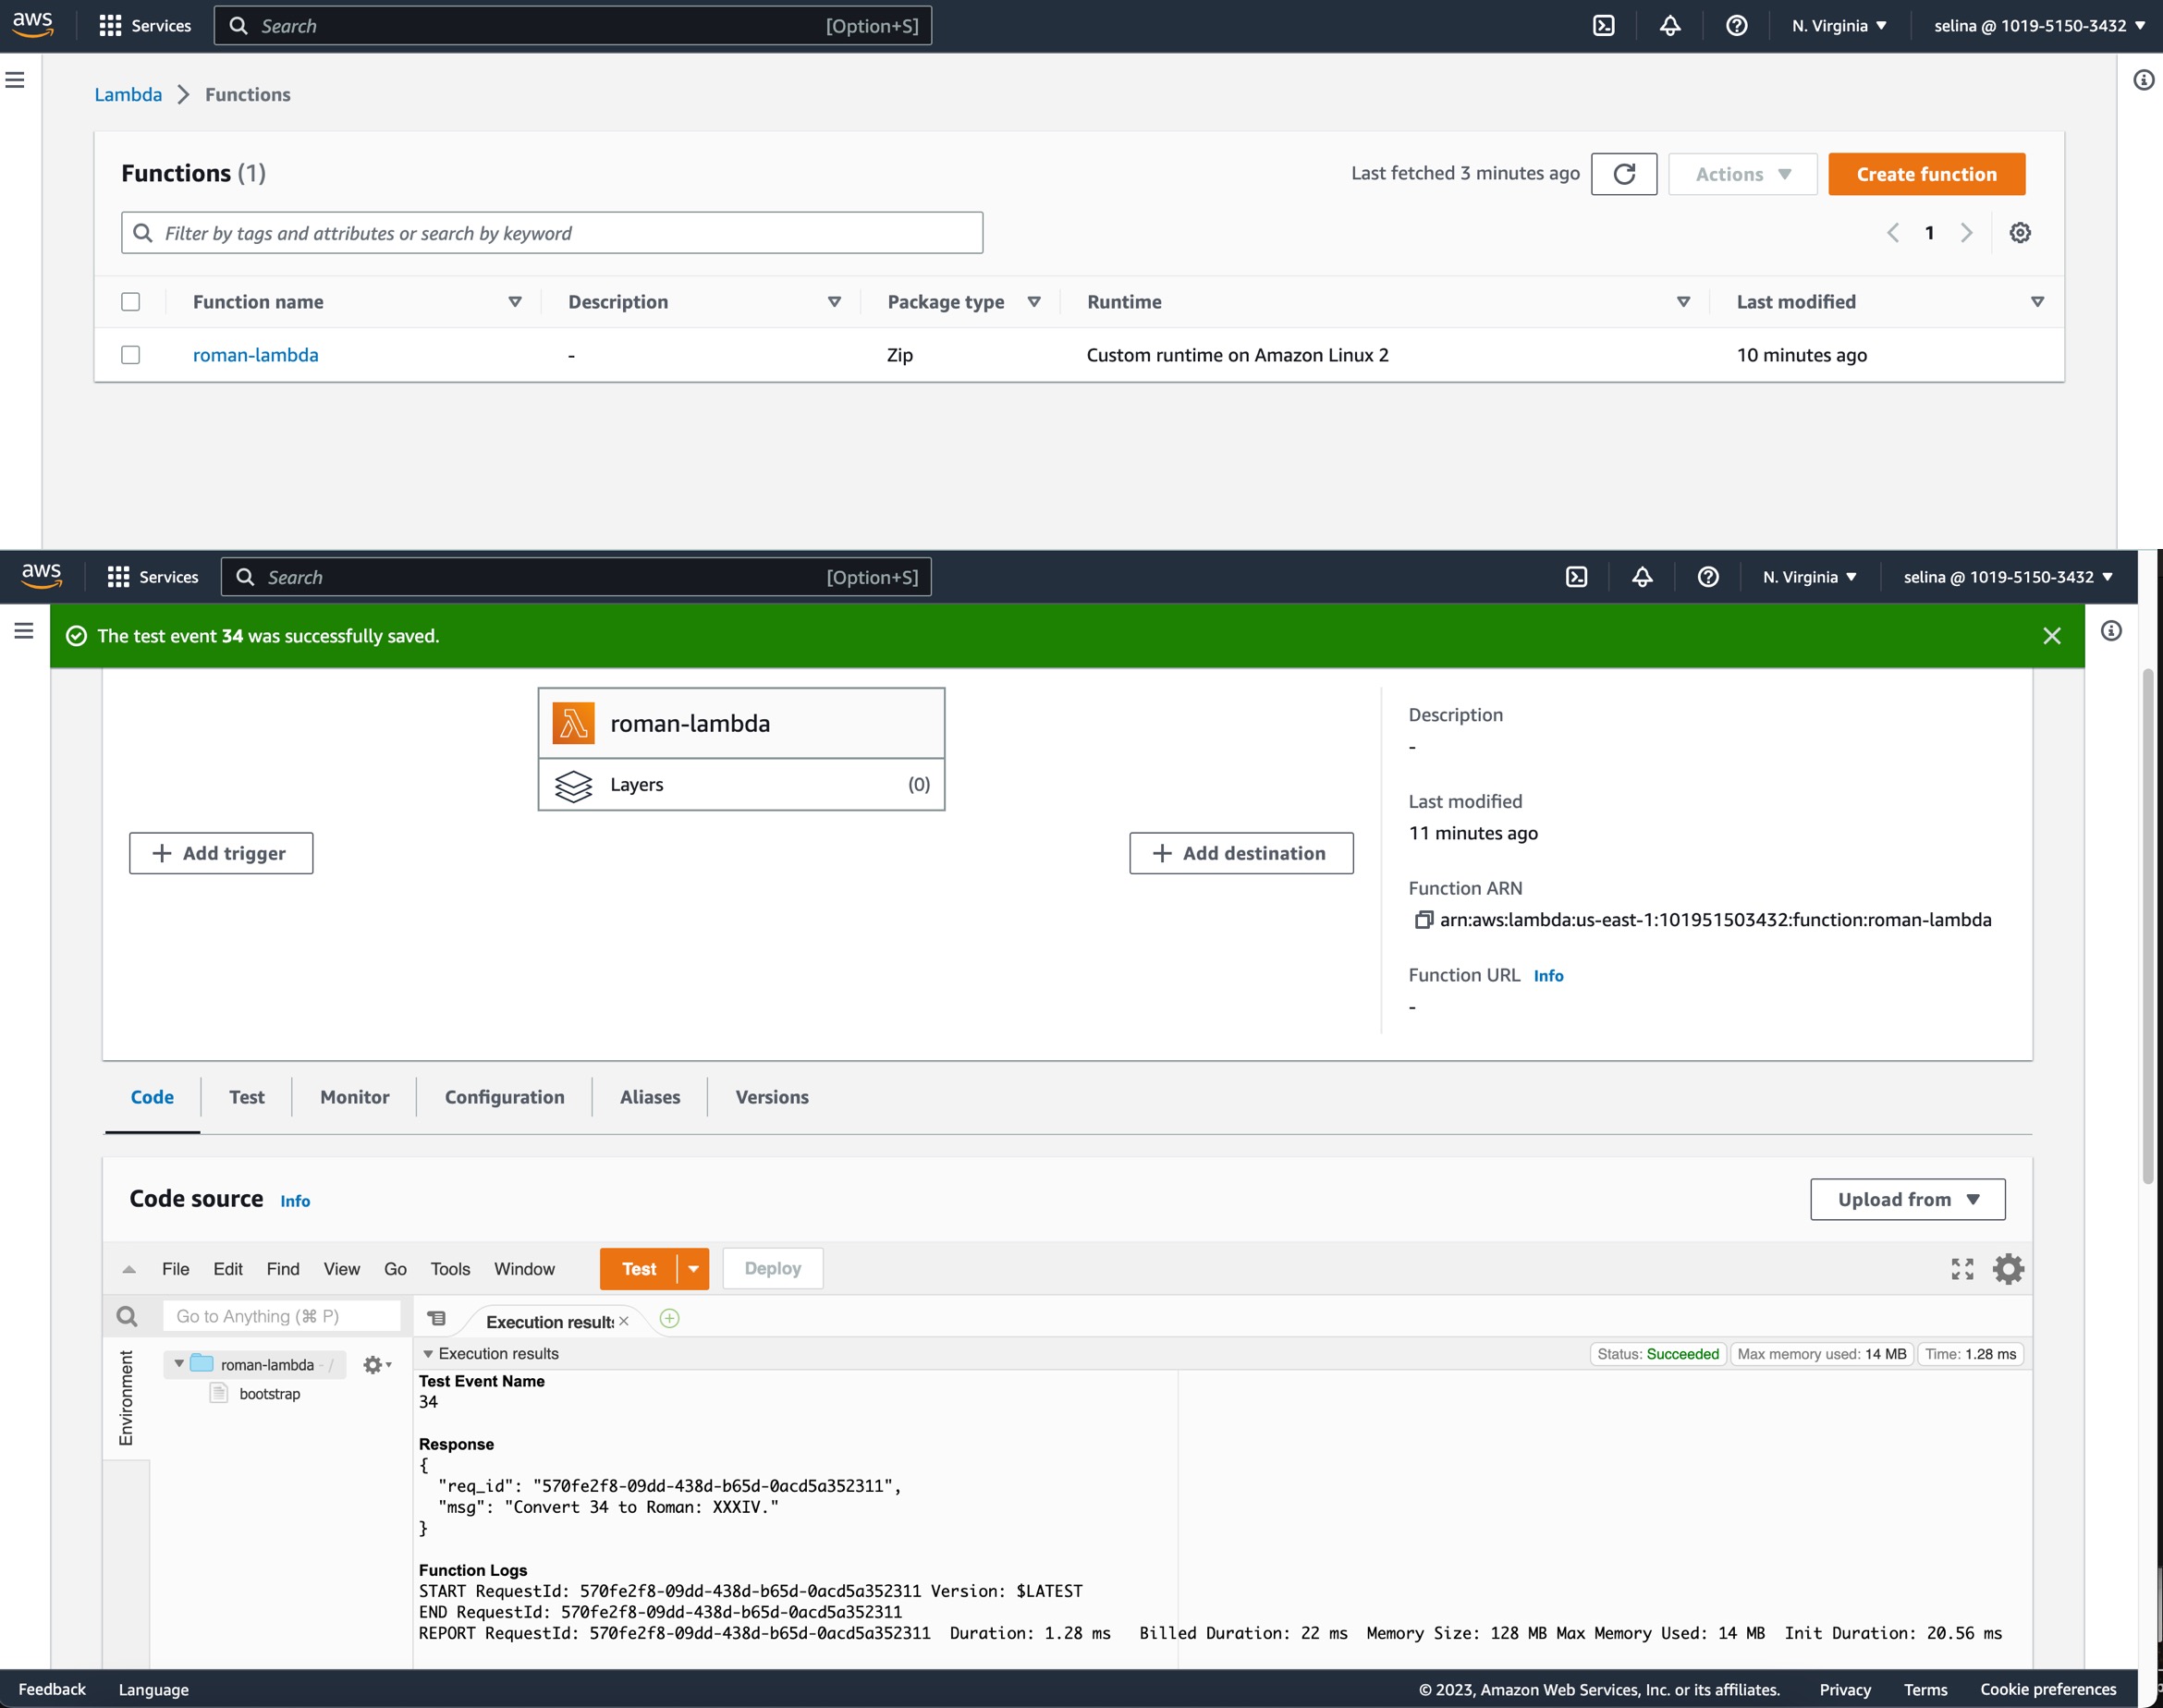 aws Services Search [Option+S] N. Virginia ▼ selina @ 1019-5150-3432 ▼
Lambda > Functions
Functions (1) Last fetched 3 minutes ago Actions ▼ Create function
Filter by tags and attributes or search by keyword < 1 >
Function name Description Package type Runtime Last modified
roman-lambda - Zip Custom runtime on Amazon Linux 2 10 minutes ago
aws Services Search [Option+S] N. Virginia ▼ selina @ 1019-5150-3432 ▼
The test event 34 was successfully saved.
roman-lambda
Layers (0)
+ Add trigger
+ Add destination
Description
-
Last modified
11 minutes ago
Function ARN
arn:aws:lambda:us-east-1:101951503432:function:roman-lambda
Function URL Info
-
Code Test Monitor Configuration Aliases Versions
Code source Info Upload from ▼
File Edit Find View Go Tools Window Test Deploy
Go to Anything (⌘ P) Execution results ×
Environment
roman-lambda - /
bootstrap
Execution results Status: Succeeded Max memory used: 14 MB Time: 1.28 ms
Test Event Name
34
Response
{
"req_id": "570fe2f8-09dd-438d-b65d-0acd5a352311",
"msg": "Convert 34 to Roman: XXXIV."
}
Function Logs
START RequestId: 570fe2f8-09dd-438d-b65d-0acd5a352311 Version: $LATEST
END RequestId: 570fe2f8-09dd-438d-b65d-0acd5a352311
REPORT RequestId: 570fe2f8-09dd-438d-b65d-0acd5a352311 Duration: 1.28 ms Billed Duration: 22 ms Memory Size: 128 MB Max Memory Used: 14 MB Init Duration: 20.56 ms
Feedback Language © 2023, Amazon Web Services, Inc. or its affiliates. Privacy Terms Cookie preferences